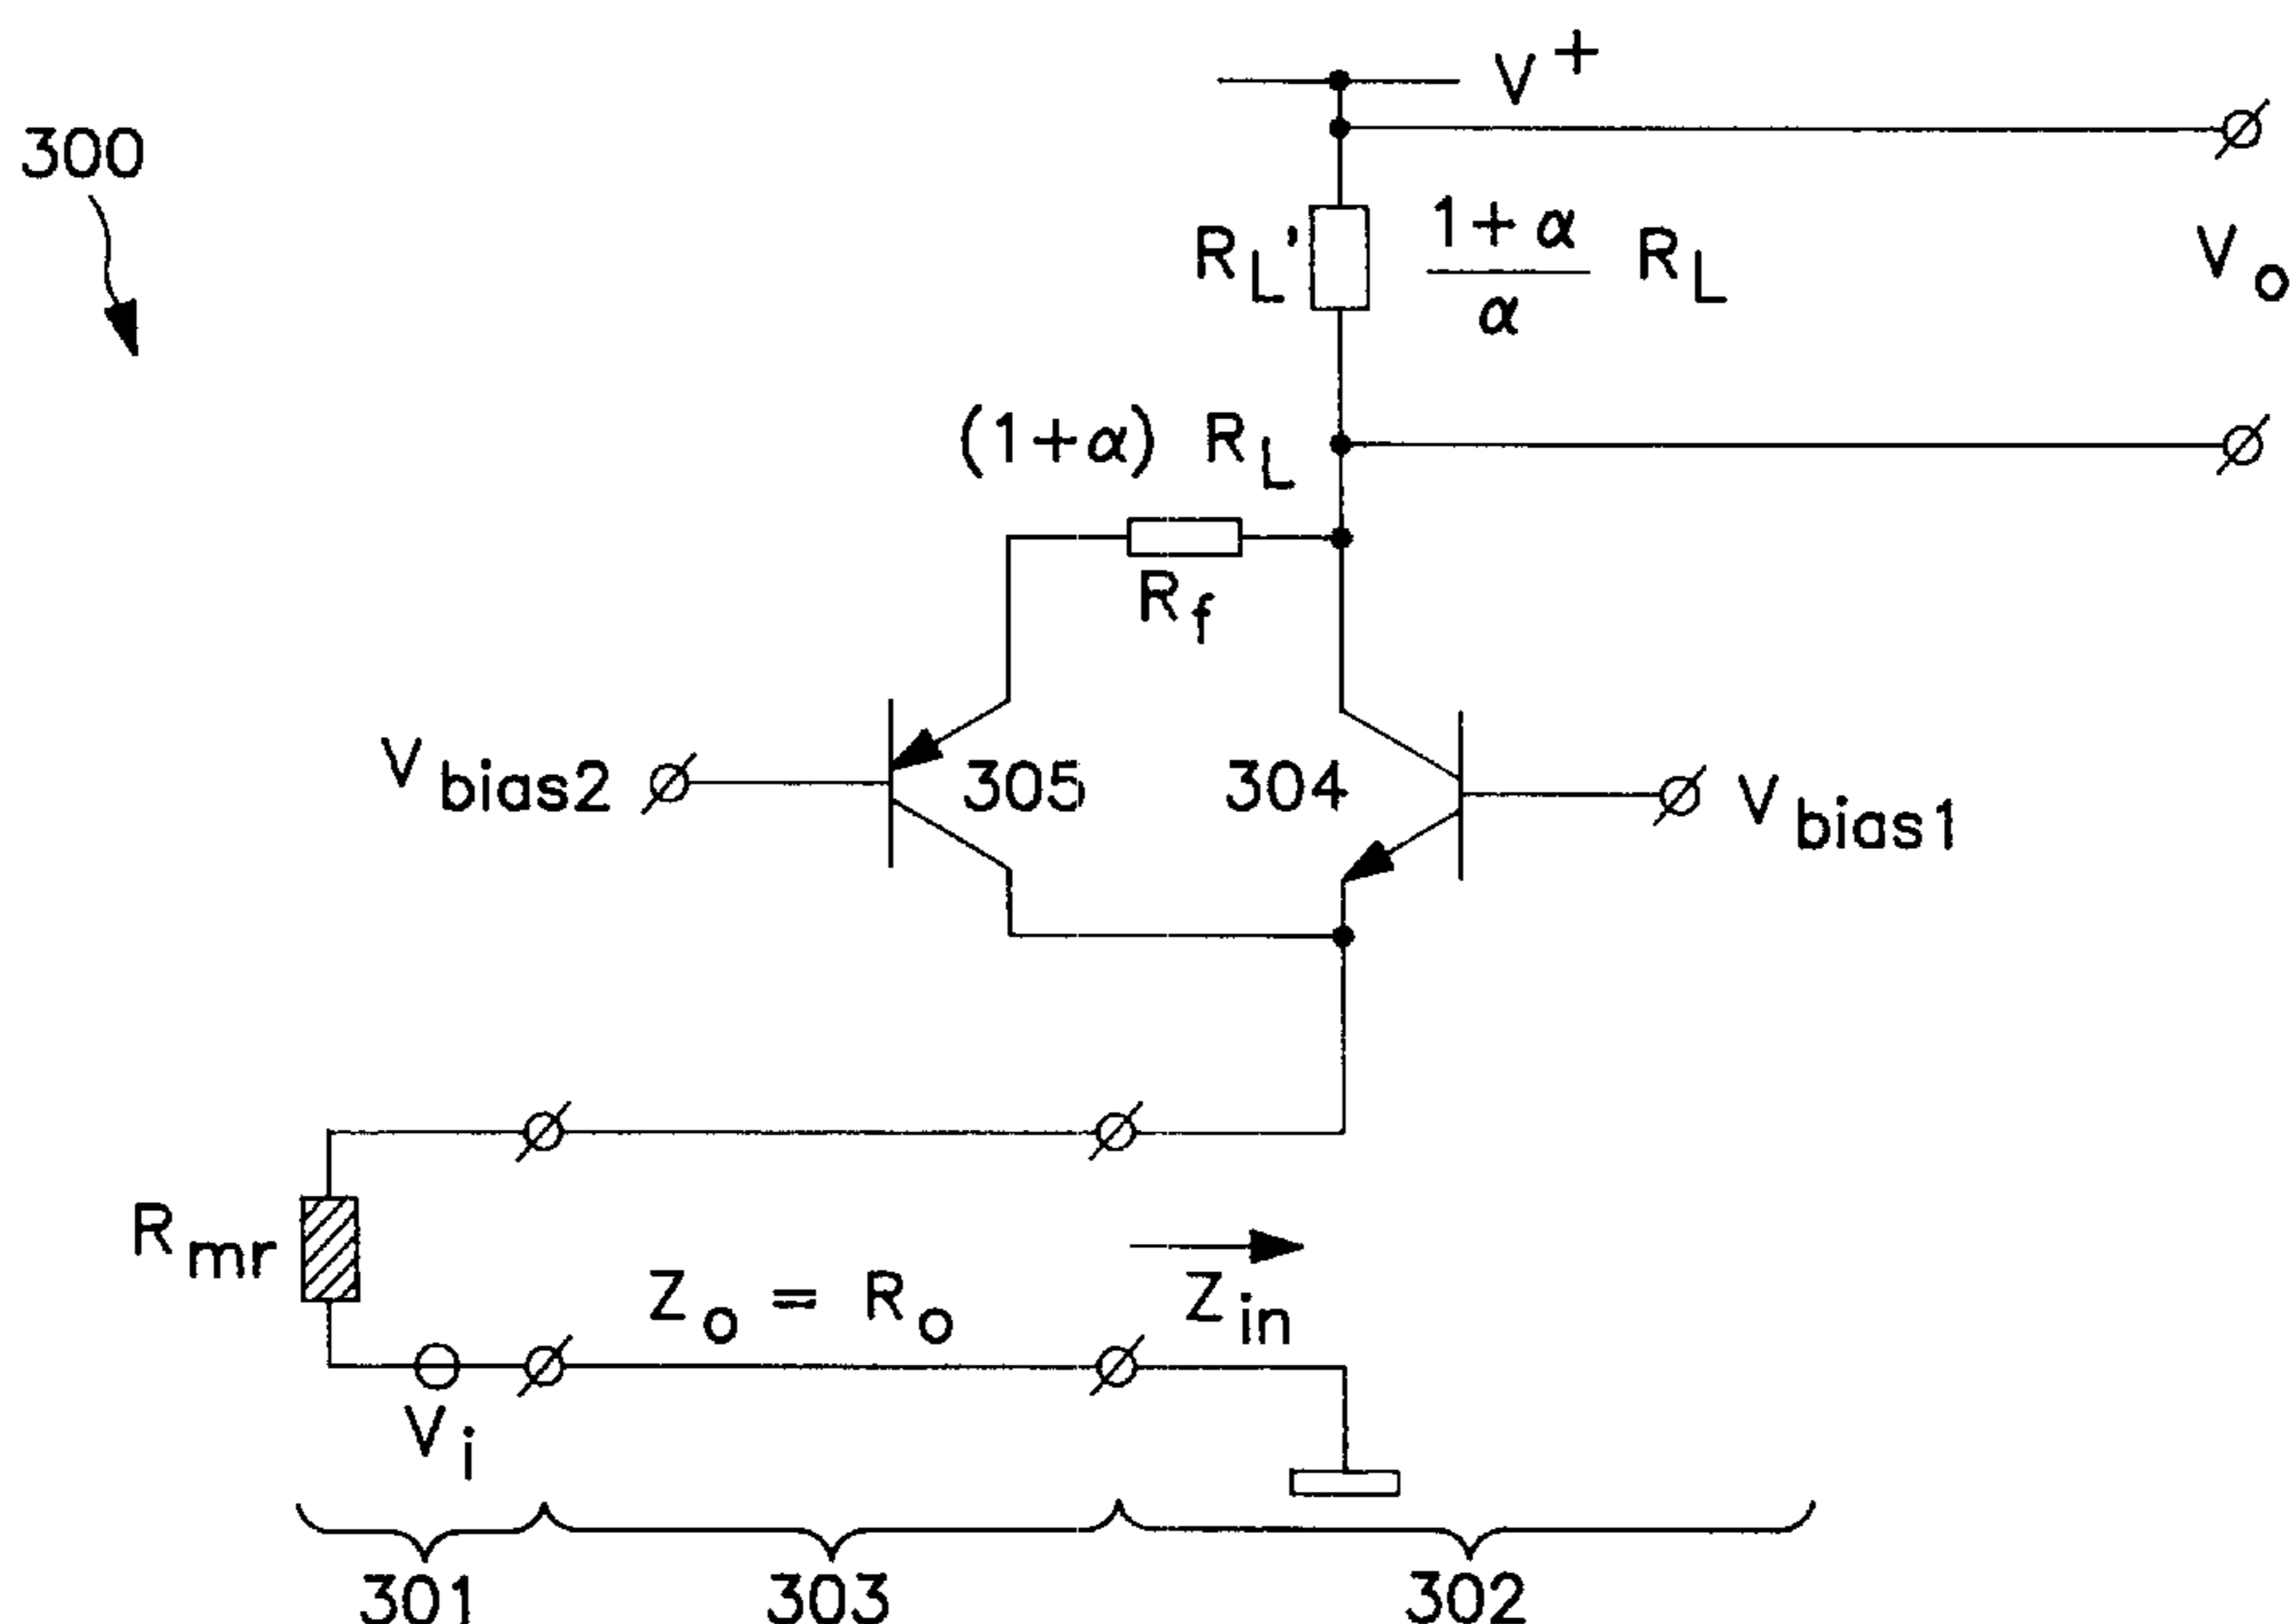 300
V+
RL' 1+α/α RL
Vo
(1+α) RL
Rf
Vbias2
305
304
Vbias1
Rmr
Zo = Ro
Zin
Vi
301
303
302